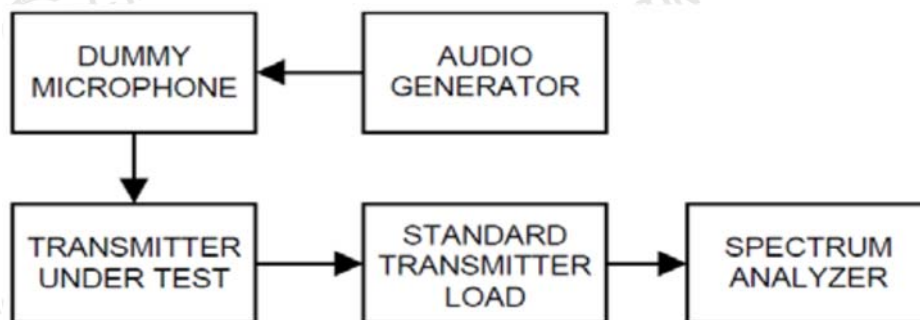 DUMMY
MICROPHONE
AUDIO
GENERATOR
TRANSMITTER
UNDER TEST
STANDARD
TRANSMITTER
LOAD
SPECTRUM
ANALYZER